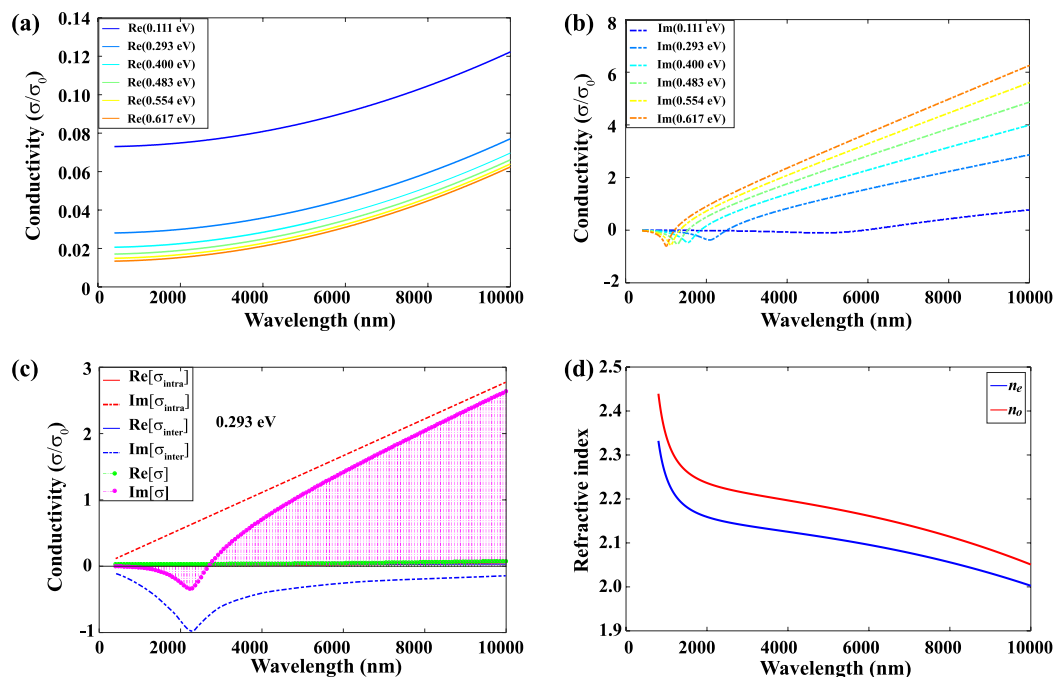 (a)
Re(0.111 eV)
Re(0.293 eV)
Re(0.400 eV)
Re(0.483 eV)
Re(0.554 eV)
Re(0.617 eV)
0.14
0.12
0.10
0.08
0.06
0.04
0.02
0
Conductivity (σ/σ0)
0 2000 4000 6000 8000 10000
Wavelength (nm)
(b)
Im(0.111 eV)
Im(0.293 eV)
Im(0.400 eV)
Im(0.483 eV)
Im(0.554 eV)
Im(0.617 eV)
8
6
4
2
0
−2
Conductivity (σ/σ0)
0 2000 4000 6000 8000 10000
Wavelength (nm)
(c)
Re[σintra]
Im[σintra]
Re[σinter]
Im[σinter]
Re[σ]
Im[σ]
0.293 eV
3
2
1
0
-1
Conductivity (σ/σ0)
0 2000 4000 6000 8000 10000
Wavelength (nm)
(d)
ne
no
2.5
2.4
2.3
2.2
2.1
2.0
1.9
Refractive index
0 2000 4000 6000 8000 10000
Wavelength (nm)